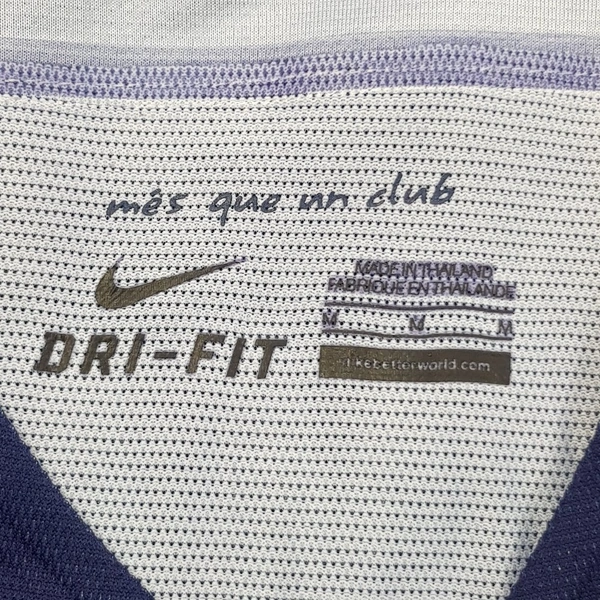 més que un club
DRI-FIT
MADE IN THAILAND
FABRIQUE EN THAILANDE
M M M
nikebetterworld.com